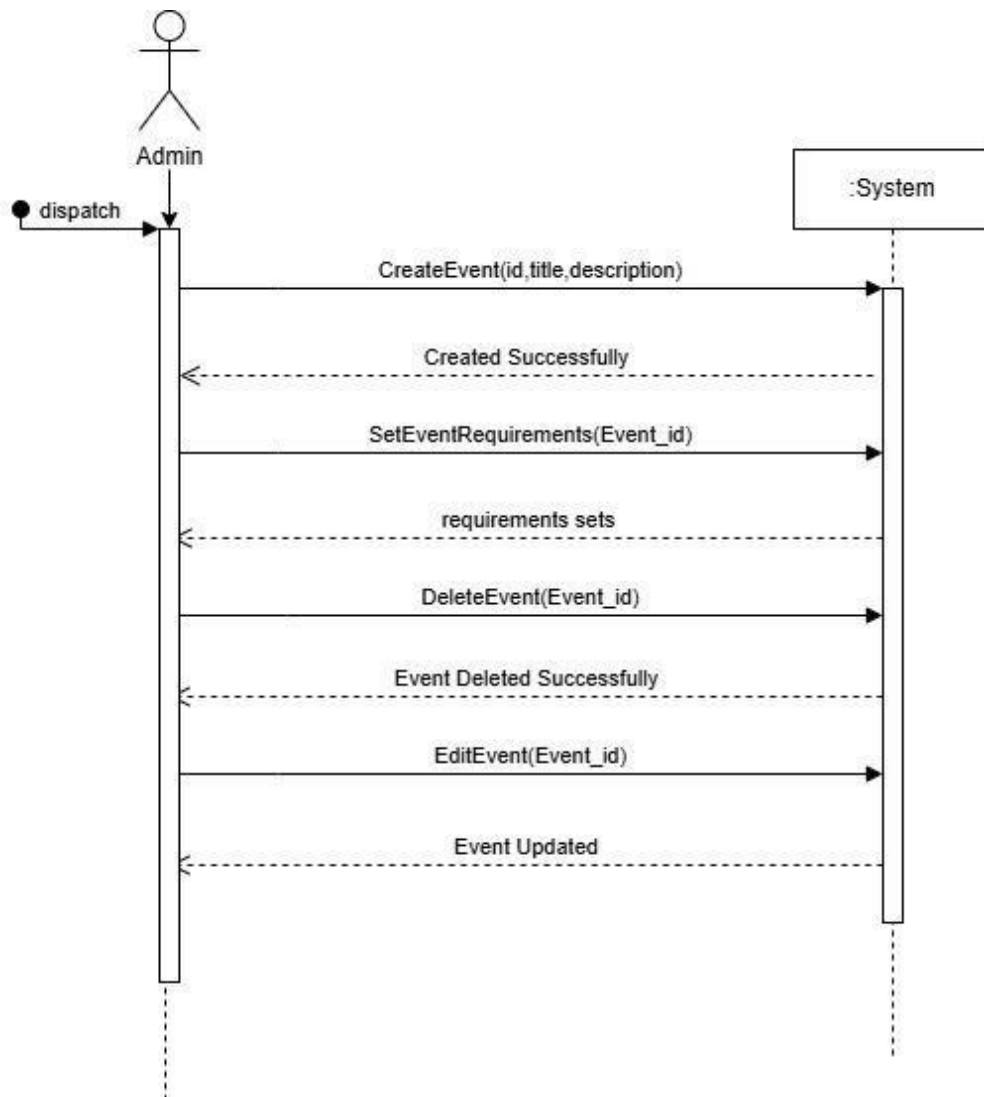 Admin
:System
dispatch
CreateEvent(id,title,description)
Created Successfully
SetEventRequirements(Event_id)
requirements sets
DeleteEvent(Event_id)
Event Deleted Successfully
EditEvent(Event_id)
Event Updated